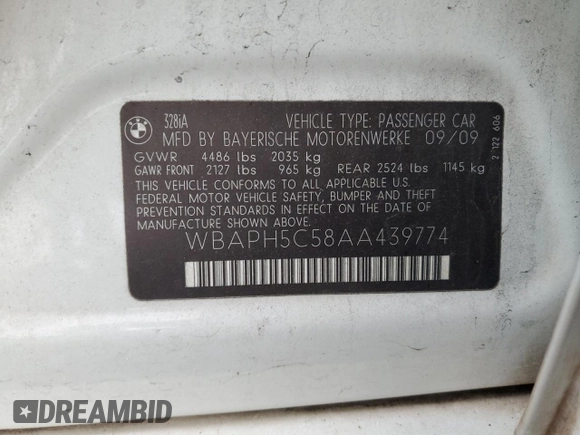 328iA VEHICLE TYPE: PASSENGER CAR
MFD BY BAYERISCHE MOTORENWERKE 09/09
GVWR 4486 lbs 2035 kg
GAWR FRONT 2127 lbs 965 kg REAR 2524 lbs 1145 kg
THIS VEHICLE CONFORMS TO ALL APPLICABLE U.S.
FEDERAL MOTOR VEHICLE SAFETY, BUMPER AND THEFT
PREVENTION STANDARDS IN EFFECT ON THE DATE OF
MANUFACTURE SHOWN ABOVE.
WBAPH5C58AA439774
122 606
BMW
#DREAMBID